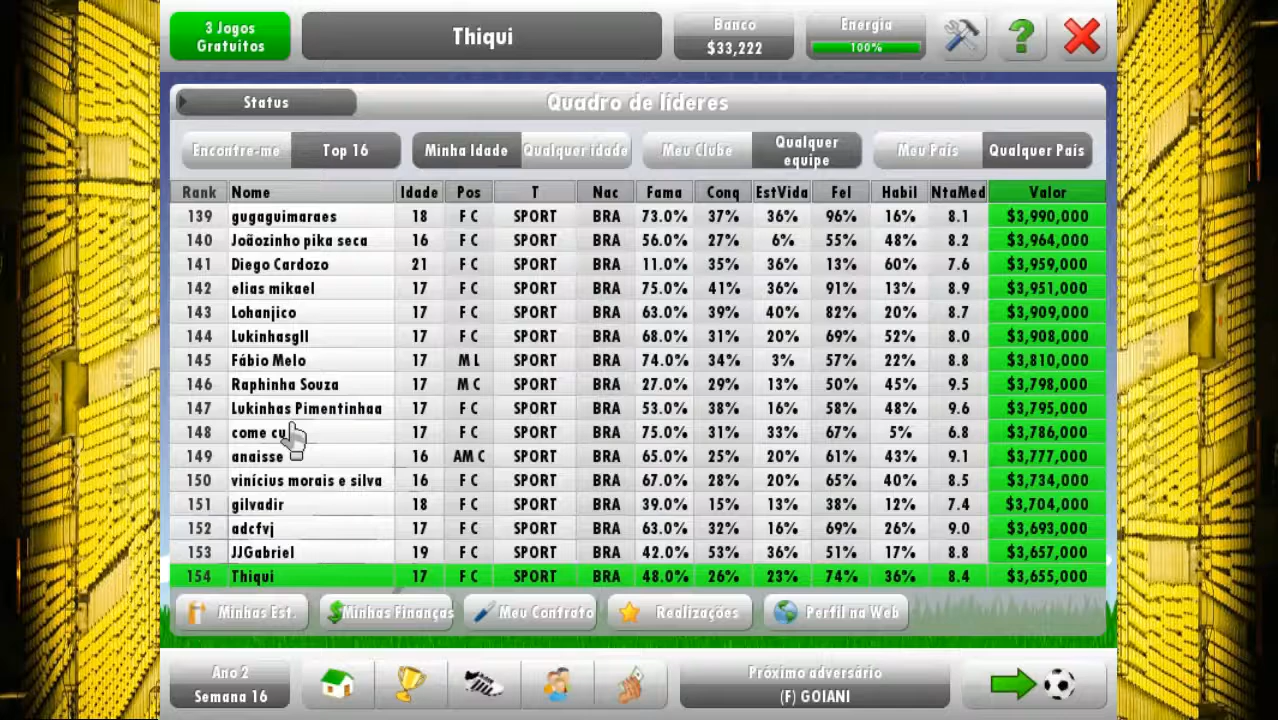 3 Jogos
Gratuitos
Thiqui
Banco
$33,222
Energia
100%
Status
Quadro de líderes
Encontre-me Top 16 Minha Idade Qualquer idade Meu Clube Qualquer equipe Meu País Qualquer País
Rank Nome Idade Pos T Nac Fama Conq EstVida Fel Habil NtaMed Valor
139 gugaguimaraes 18 F C SPORT BRA 73.0% 37% 36% 96% 16% 8.1 $3,990,000
140 Joãozinho pika seca 16 F C SPORT BRA 56.0% 27% 6% 55% 48% 8.2 $3,964,000
141 Diego Cardozo 21 F C SPORT BRA 11.0% 35% 36% 13% 60% 7.6 $3,959,000
142 elias mikael 17 F C SPORT BRA 75.0% 41% 36% 91% 13% 8.9 $3,951,000
143 Lohanjico 17 F C SPORT BRA 63.0% 39% 40% 82% 20% 8.7 $3,909,000
144 Lukinhasgll 17 F C SPORT BRA 68.0% 31% 20% 69% 52% 8.0 $3,908,000
145 Fábio Melo 17 M L SPORT BRA 74.0% 34% 3% 57% 22% 8.8 $3,810,000
146 Raphinha Souza 17 M C SPORT BRA 27.0% 29% 13% 50% 45% 9.5 $3,798,000
147 Lukinhas Pimentinhaa 17 F C SPORT BRA 53.0% 38% 16% 58% 48% 9.6 $3,795,000
148 come cu 17 F C SPORT BRA 75.0% 31% 33% 67% 5% 6.8 $3,786,000
149 anaisse 16 AM C SPORT BRA 65.0% 25% 20% 61% 43% 9.1 $3,777,000
150 vinícius morais e silva 16 F C SPORT BRA 67.0% 28% 20% 65% 40% 8.5 $3,734,000
151 gilvadir 18 F C SPORT BRA 39.0% 15% 13% 38% 12% 7.4 $3,704,000
152 adcfvj 17 F C SPORT BRA 63.0% 32% 16% 69% 26% 9.0 $3,693,000
153 JJGabriel 19 F C SPORT BRA 42.0% 53% 36% 51% 17% 8.8 $3,657,000
154 Thiqui 17 F C SPORT BRA 48.0% 26% 23% 74% 36% 8.4 $3,655,000
Minhas Est. Minhas Finanças Meu Contrato Realizações Perfil na Web
Ano 2
Semana 16
Próximo adversário
(F) GOIANI